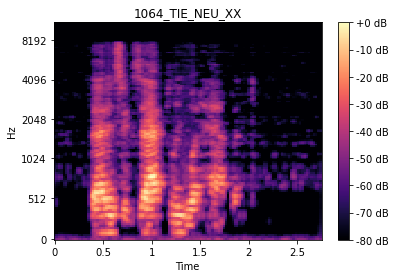 1064_TIE_NEU_XX
+0 dB
8192
-10 dB
4096
-20 dB
-30 dB
2048
Hz
-40 dB
1024
-50 dB
512
-60 dB
-70 dB
0
-80 dB
0 0.5 1 1.5 2 2.5
Time